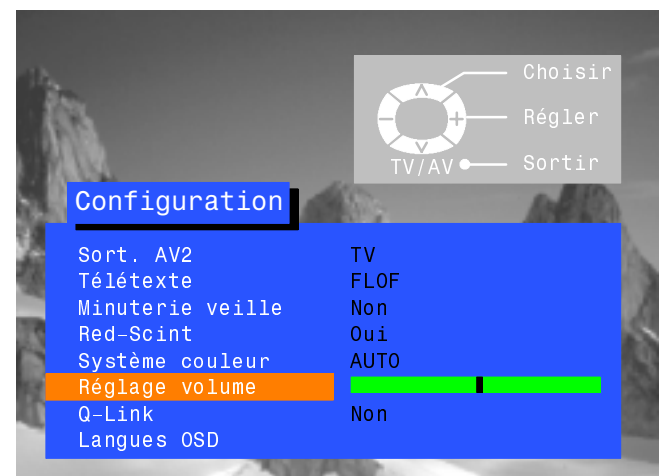 Choisir
Régler
TV/AV Sortir
Configuration
Sort. AV2 TV
Télétexte FLOF
Minuterie veille Non
Red-Scint Oui
Système couleur AUTO
Réglage volume
Q-Link Non
Langues OSD